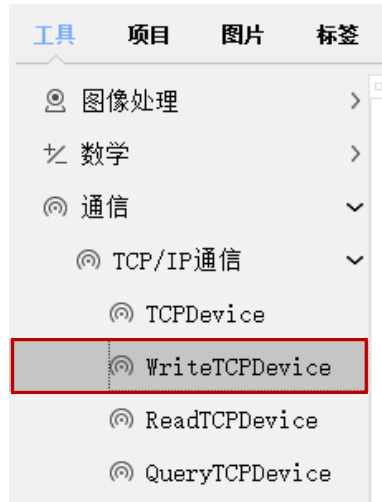 工具 项目 图片 标签
图像处理
数学
通信
TCP/IP通信
TCPDevice
WriteTCPDevice
ReadTCPDevice
QueryTCPDevice